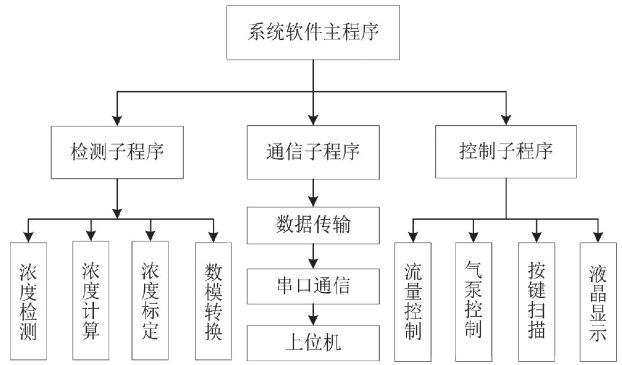 系统软件主程序
检测子程序
通信子程序
控制子程序
数据传输
串口通信
上位机
浓度检测
浓度计算
浓度标定
数模转换
流量控制
气泵控制
按键扫描
液晶显示